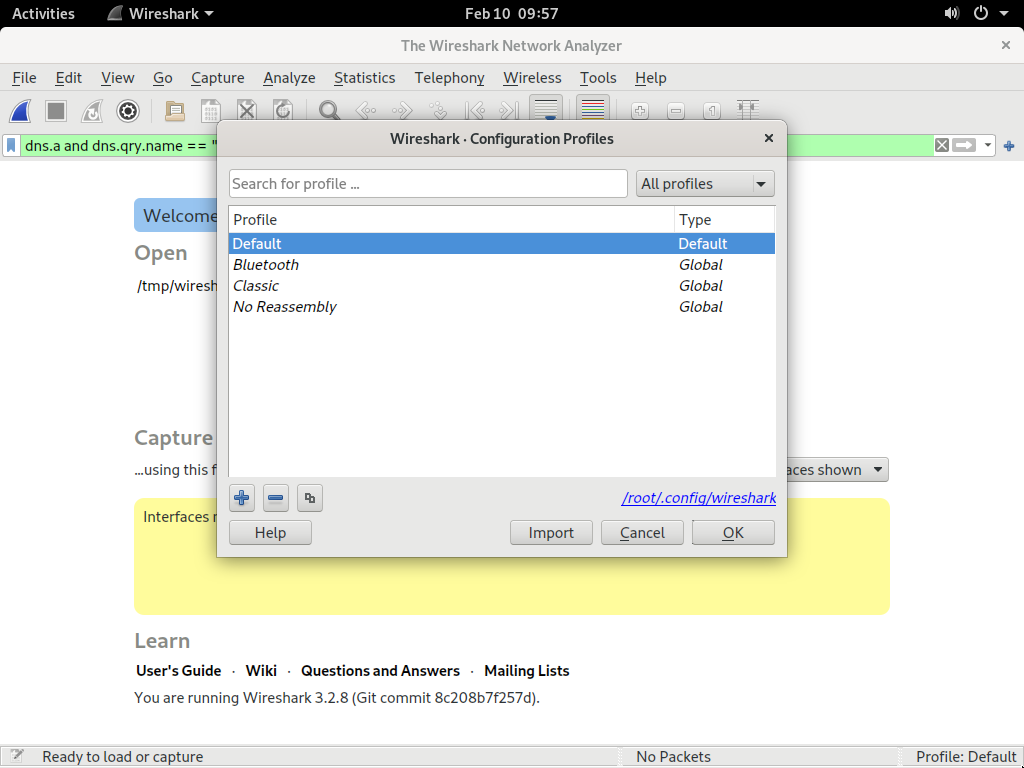 Activities Wireshark Feb 10 09:57
The Wireshark Network Analyzer
File Edit View Go Capture Analyze Statistics Telephony Wireless Tools Help
dns.a and dns.qry.name == "
Wireshark · Configuration Profiles
Search for profile ... All profiles
Profile Type
Default Default
Bluetooth Global
Classic Global
No Reassembly Global
/root/.config/wireshark
Help Import Cancel OK
Welcome
Open
/tmp/wiresh
Capture
...using this f aces shown
Interfaces
Learn
User's Guide · Wiki · Questions and Answers · Mailing Lists
You are running Wireshark 3.2.8 (Git commit 8c208b7f257d).
Ready to load or capture No Packets Profile: Default